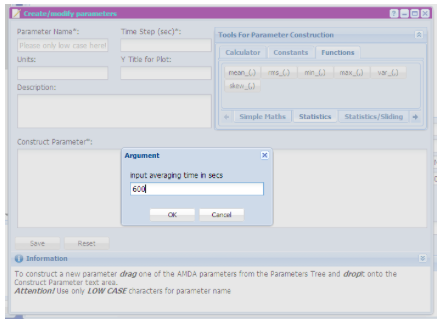 Create/modify parameters
Parameter Name*: Time Step (sec)*:
Please only low case here!
Units: Y Title for Plot:
Description:
Tools For Parameter Construction
Calculator Constants Functions
mean_(,) rms_(,) min_(,) max_(,) var_(,)
skew_(,)
Simple Maths Statistics Statistics/Sliding
Construct Parameter*:
Argument
input averaging time in secs
600
OK Cancel
Save Reset
Information
To construct a new parameter drag one of the AMDA parameters from the Parameters Tree and dropt onto the
Construct Parameter text area.
Attention! Use only LOW CASE characters for parameter name